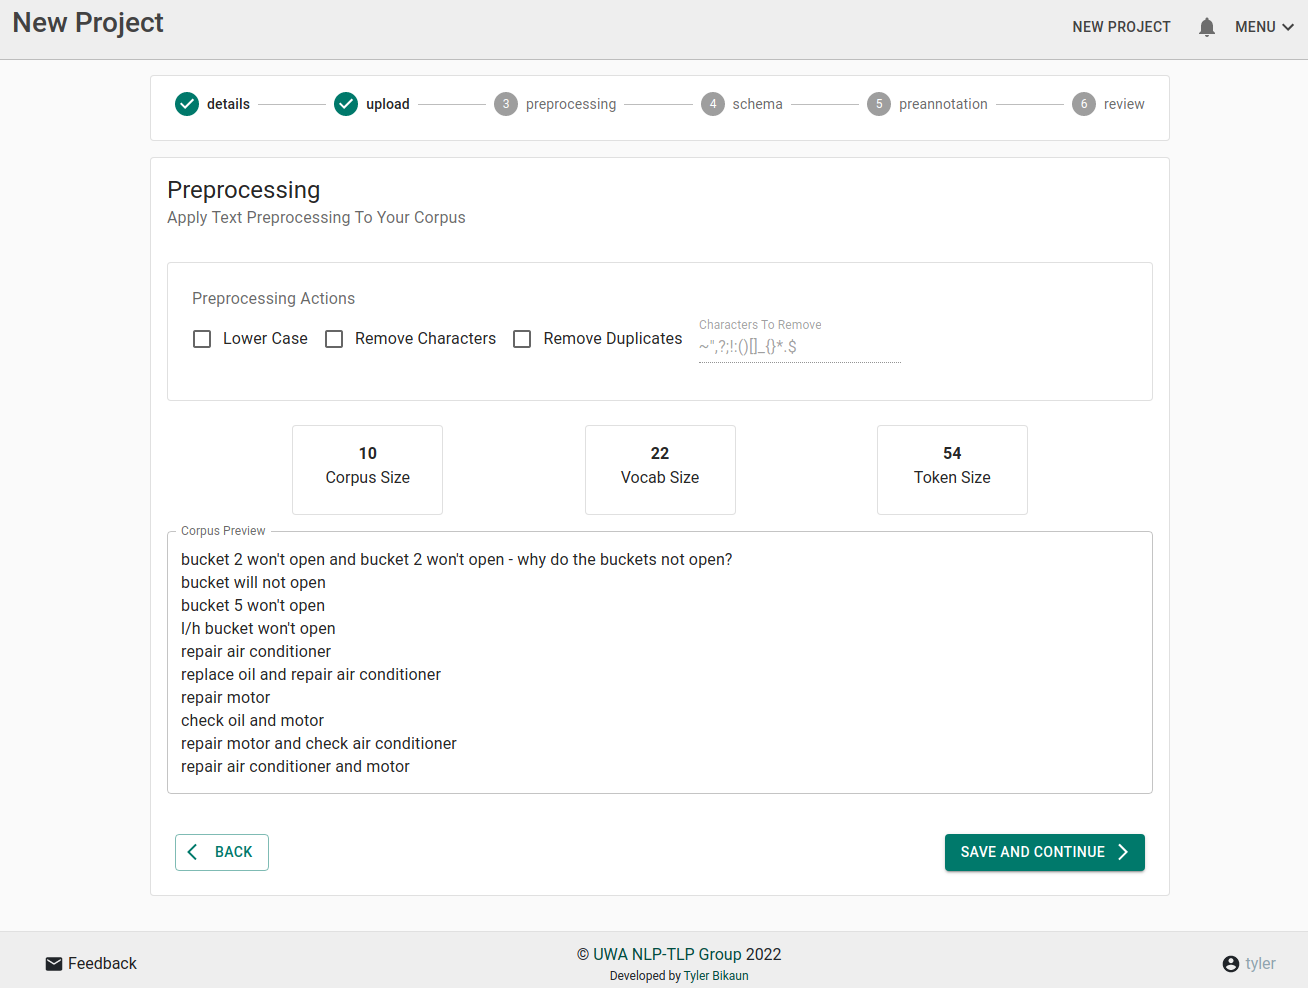 New Project
NEW PROJECT
MENU
details
upload
3 preprocessing
4 schema
5 preannotation
6 review
Preprocessing
Apply Text Preprocessing To Your Corpus
Preprocessing Actions
Lower Case
Remove Characters
Remove Duplicates
Characters To Remove
~",?;!:()[]_{}*.$
10
Corpus Size
22
Vocab Size
54
Token Size
Corpus Preview
bucket 2 won't open and bucket 2 won't open - why do the buckets not open?
bucket will not open
bucket 5 won't open
l/h bucket won't open
repair air conditioner
replace oil and repair air conditioner
repair motor
check oil and motor
repair motor and check air conditioner
repair air conditioner and motor
BACK
SAVE AND CONTINUE
Feedback
© UWA NLP-TLP Group 2022
Developed by Tyler Bikaun
tyler